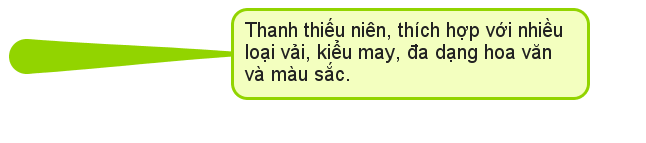 Thanh thiếu niên, thích hợp với nhiều
loại vải, kiểu may, đa dạng hoa văn
và màu sắc.